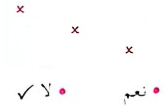 × × ×
نعم • لا • ✓